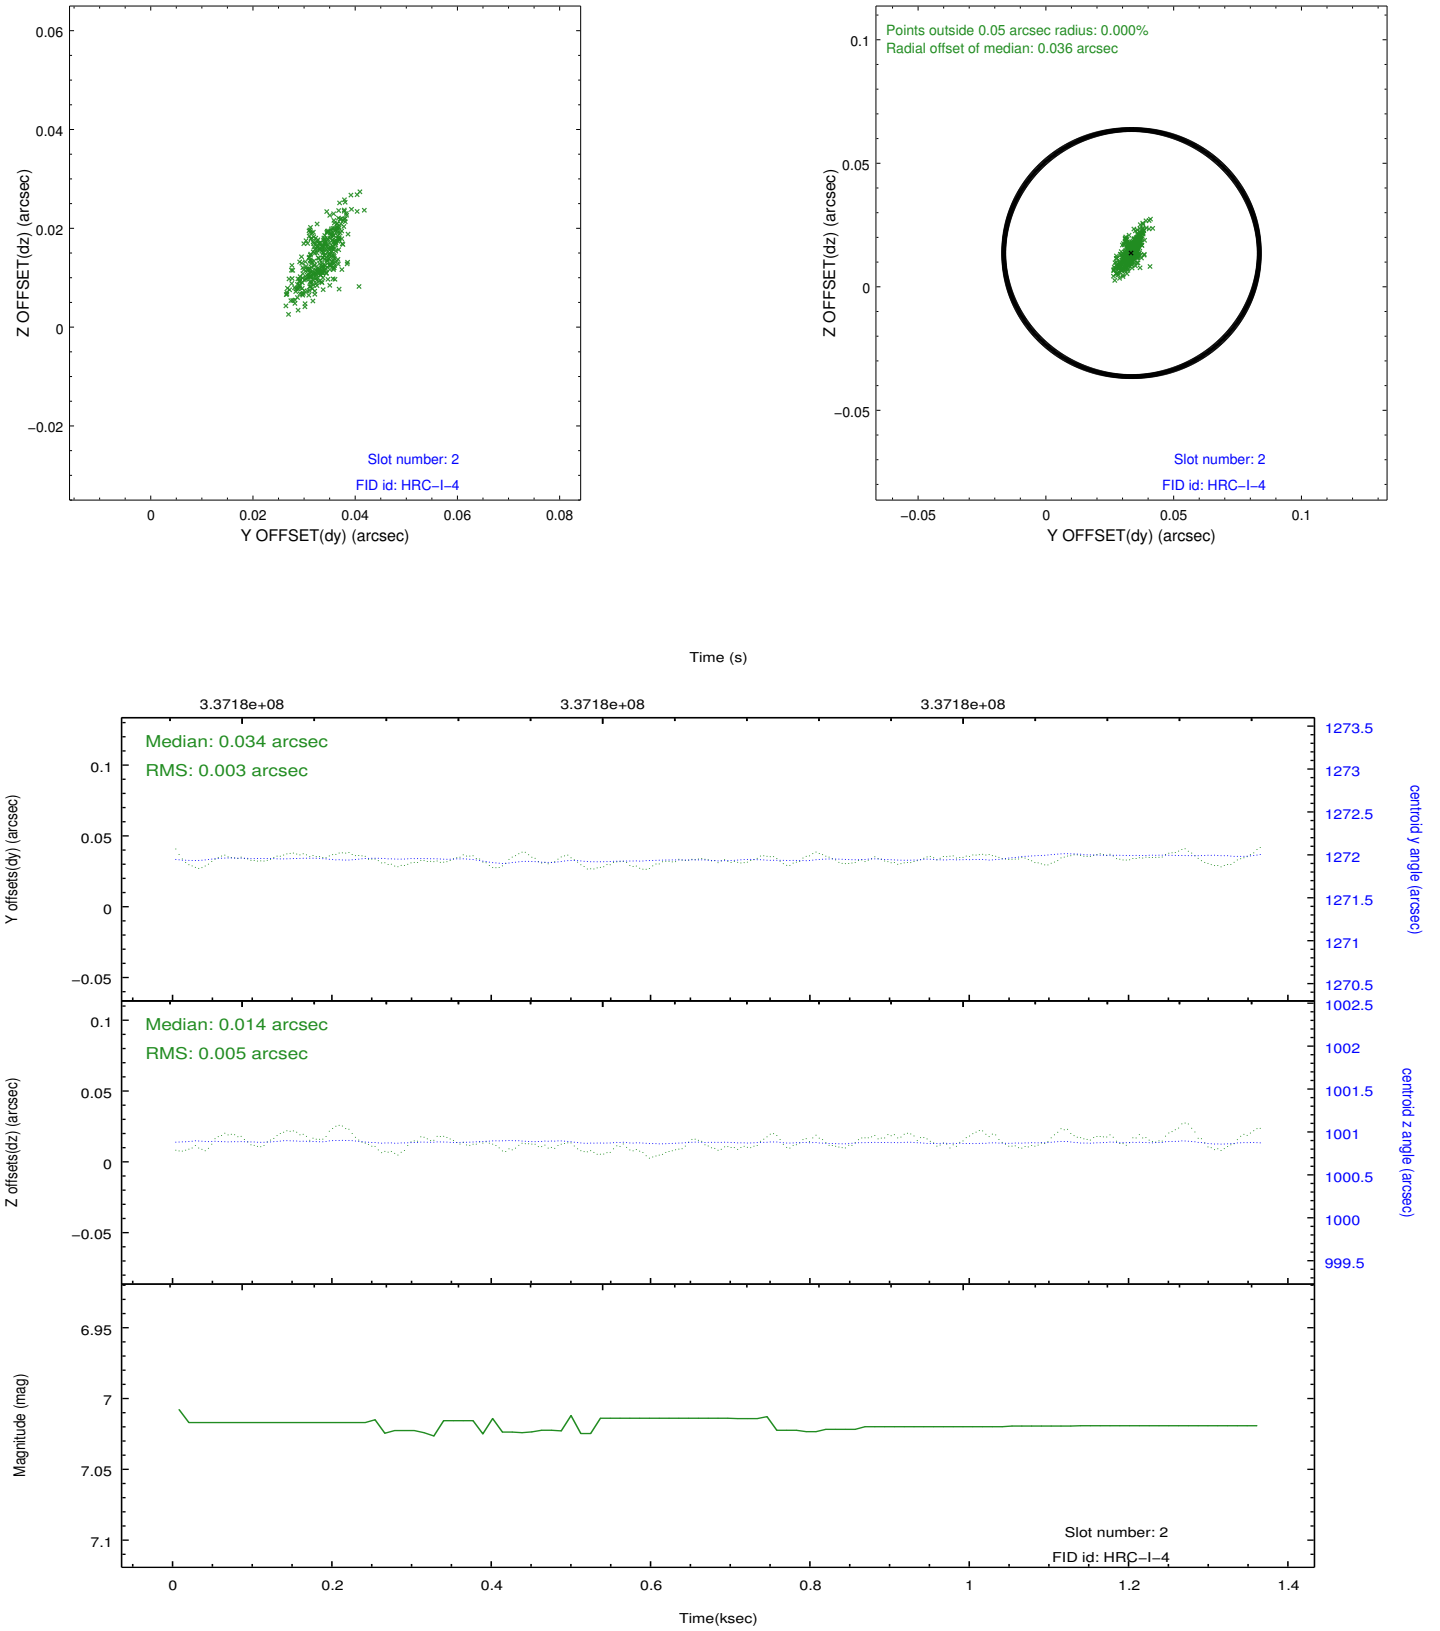 0.06
0.04
0.02
0
−0.02
Z OFFSET(dz) (arcsec)
Slot number: 2
FID id: HRC−I−4
0
0.02
0.04
0.06
0.08
Y OFFSET(dy) (arcsec)
Points outside 0.05 arcsec radius: 0.000%
Radial offset of median: 0.036 arcsec
0.1
0.05
0
−0.05
Z OFFSET(dz) (arcsec)
Slot number: 2
FID id: HRC−I−4
−0.05
0
0.05
0.1
Y OFFSET(dy) (arcsec)
Time (s)
3.3718e+08
3.3718e+08
3.3718e+08
Median: 0.034 arcsec
RMS: 0.003 arcsec
0.1
0.05
0
−0.05
Y offsets(dy) (arcsec)
1273.5
1273
1272.5
1272
1271.5
1271
1270.5
centroid y angle (arcsec)
Median: 0.014 arcsec
RMS: 0.005 arcsec
0.1
0.05
0
−0.05
Z offsets(dz) (arcsec)
1002.5
1002
1001.5
1001
1000.5
1000
999.5
centroid z angle (arcsec)
6.95
7
7.05
7.1
Magnitude (mag)
Slot number: 2
FID id: HRC−I−4
0
0.2
0.4
0.6
0.8
1
1.2
1.4
Time(ksec)